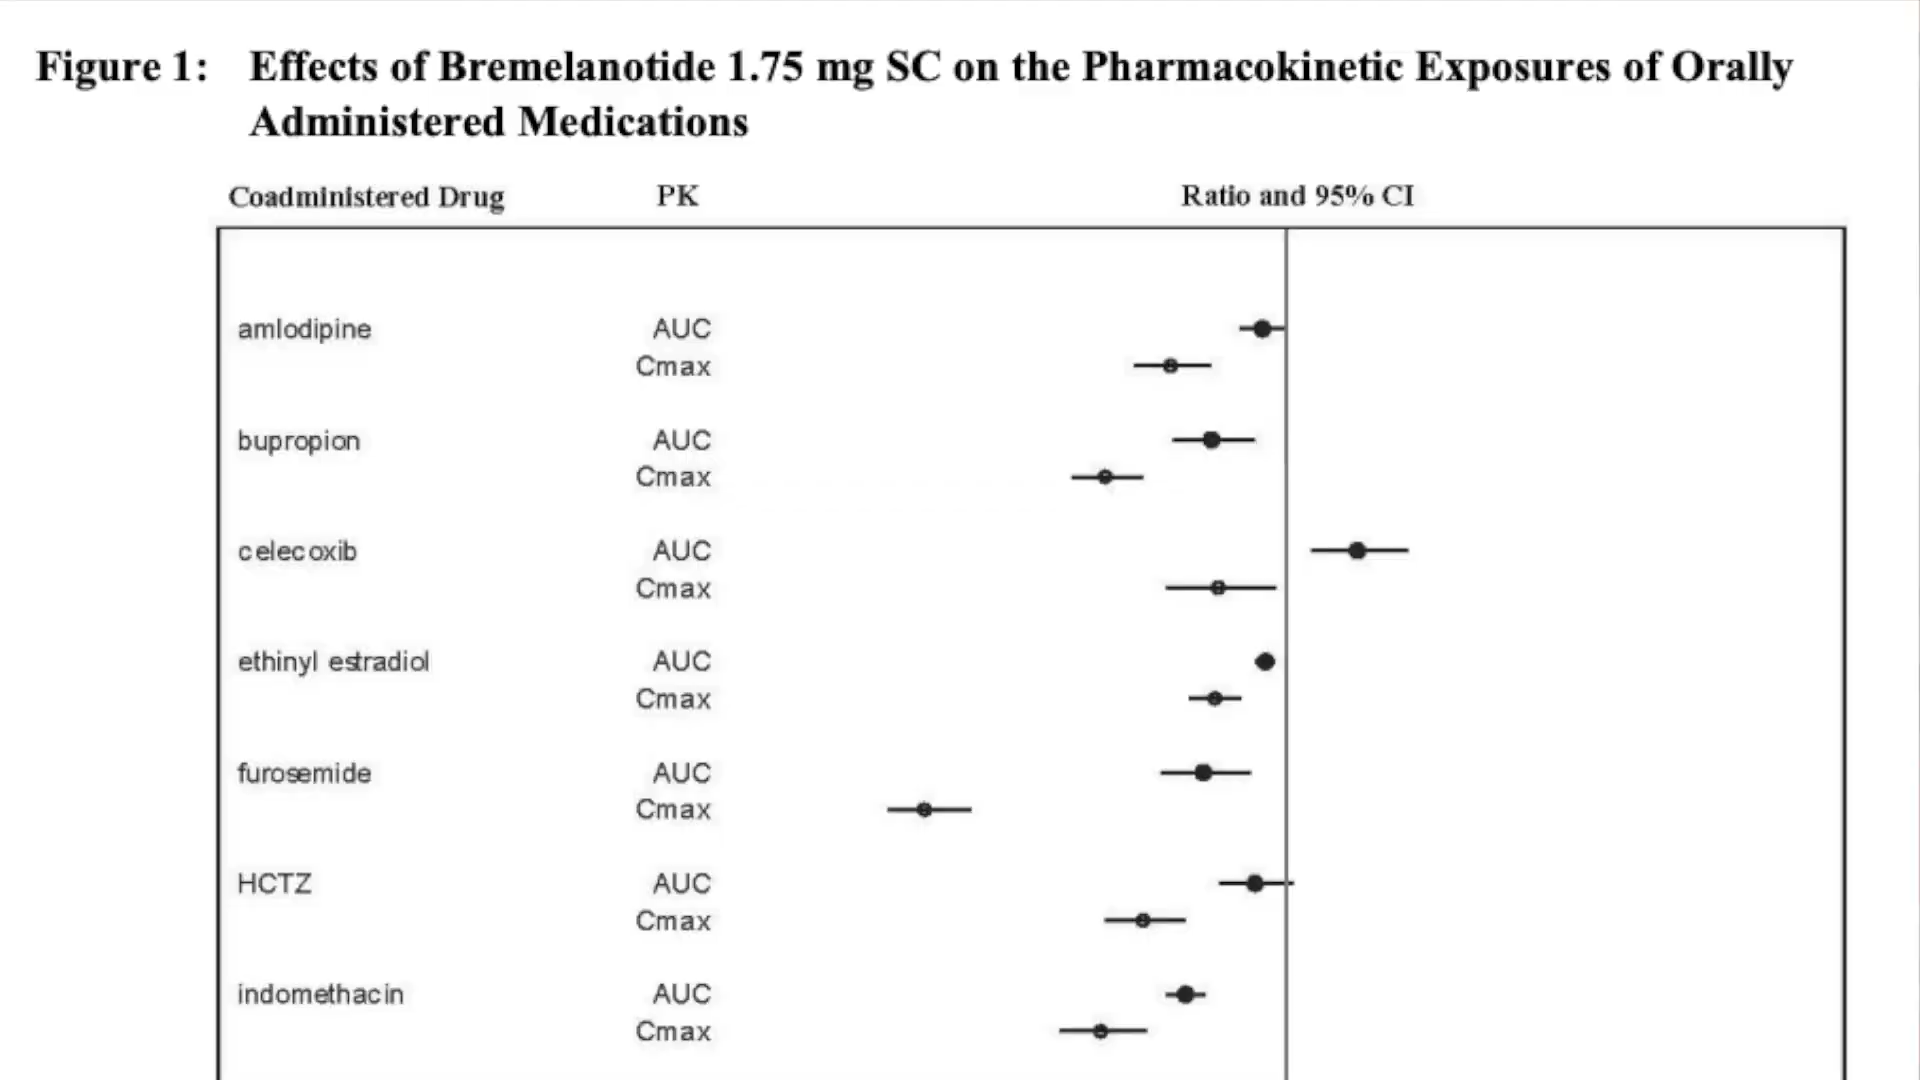 Figure 1: Effects of Bremelanotide 1.75 mg SC on the Pharmacokinetic Exposures of Orally
Administered Medications
Coadministered Drug PK Ratio and 95% CI
amlodipine AUC
Cmax
bupropion AUC
Cmax
celecoxib AUC
Cmax
ethinyl estradiol AUC
Cmax
furosemide AUC
Cmax
HCTZ AUC
Cmax
indomethacin AUC
Cmax